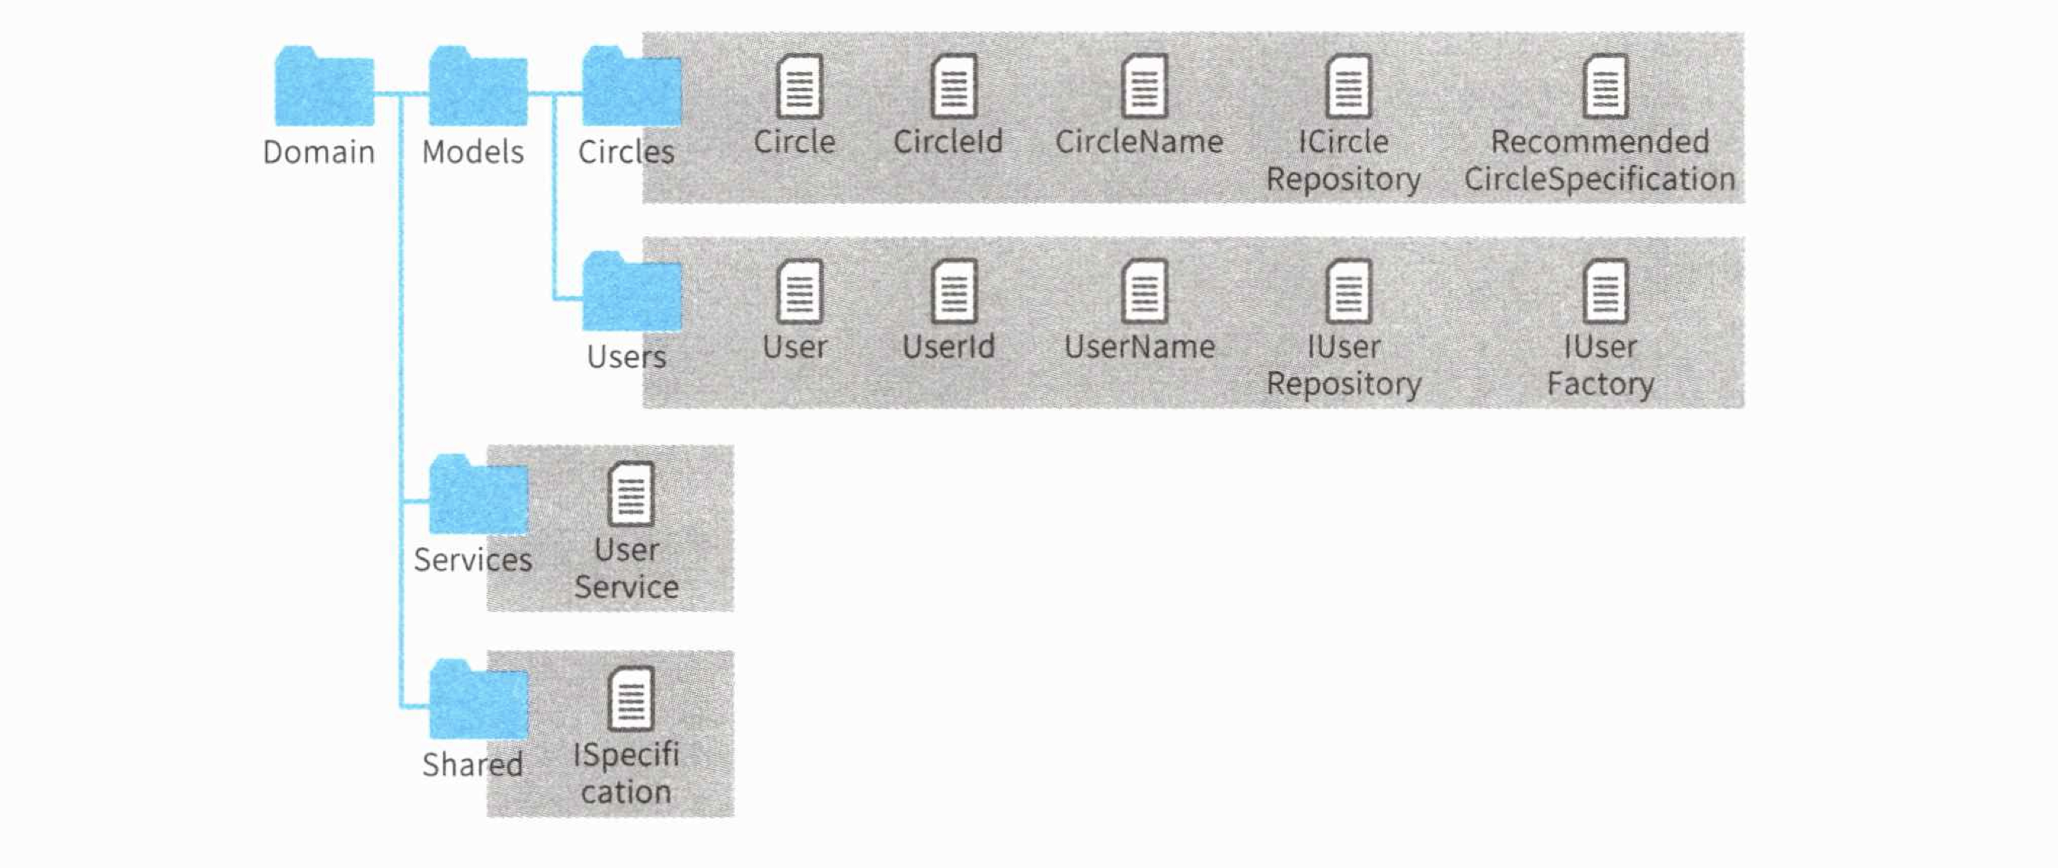 Domain
Models
Circles
Circle
CircleId
CircleName
ICircle
Repository
Recommended
CircleSpecification
Users
User
UserId
UserName
IUser
Repository
IUser
Factory
Services
User
Service
Shared
ISpecifi
cation